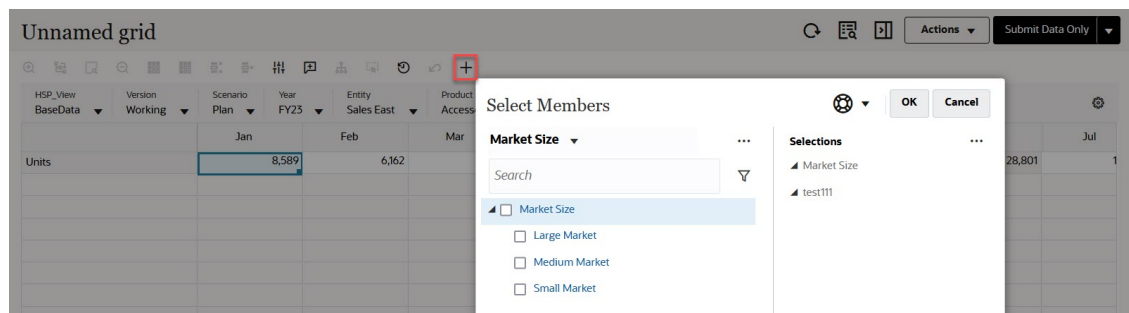 Unnamed grid
Actions
Submit Data Only
HSP_View Version Scenario Year Entity Product
BaseData Working Plan FY23 Sales East Access
Select Members
OK Cancel
Jan Feb Mar
Market Size
Selections
Jul
Units 8,589 6,162
28,801 1
Search
Market Size
test111
Market Size
Large Market
Medium Market
Small Market